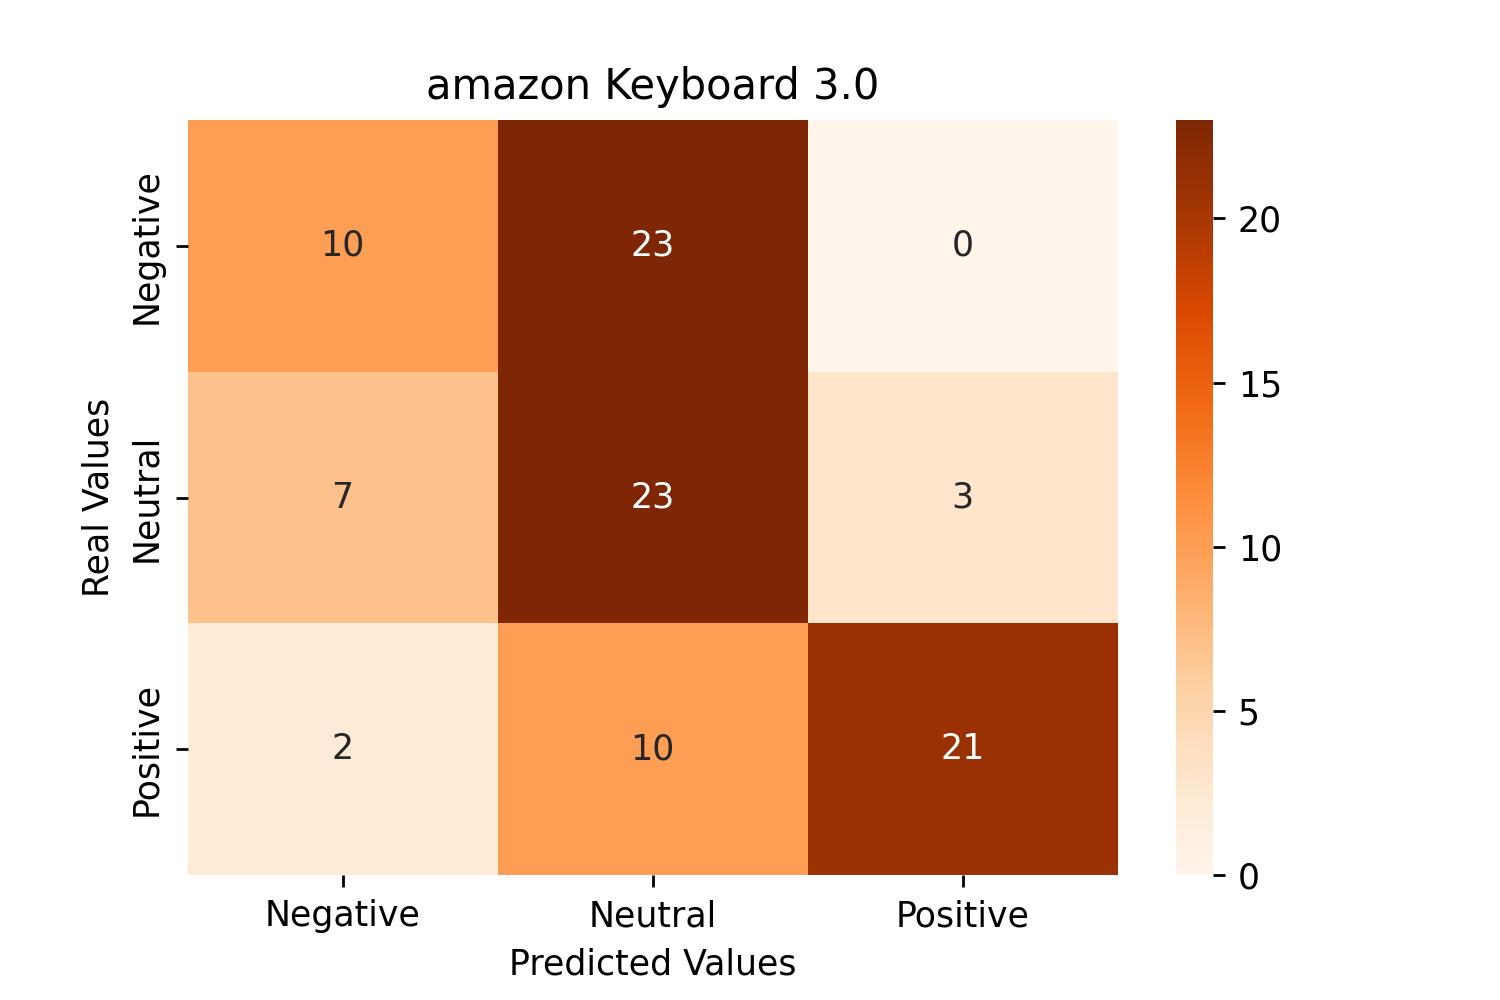 amazon Keyboard 3.0
Real Values
Negative
10 23 0
Neutral
7 23 3
Positive
2 10 21
Negative Neutral Positive
Predicted Values
20
15
10
5
0